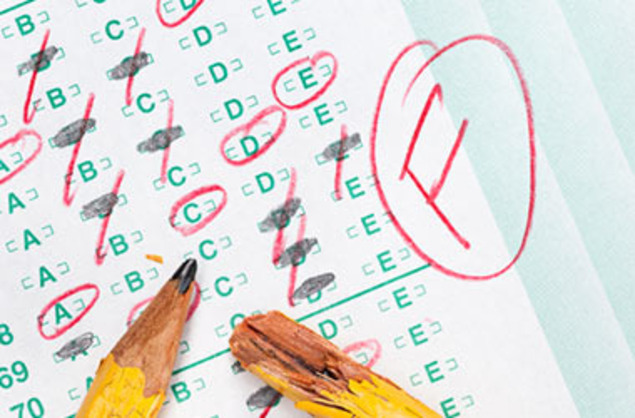 B
C D E
B D E
C D E
A D E
A B C D E
A C D
A B C E
8 A B C E
69 C E
70 E
B D E
E
E
E
F